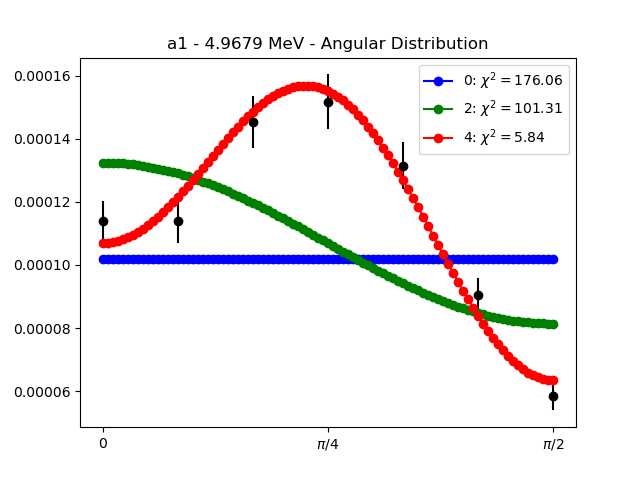 a1 - 4.9679 MeV - Angular Distribution
0: χ² = 176.06
2: χ² = 101.31
4: χ² = 5.84
0.00016
0.00014
0.00012
0.00010
0.00008
0.00006
0
π/4
π/2